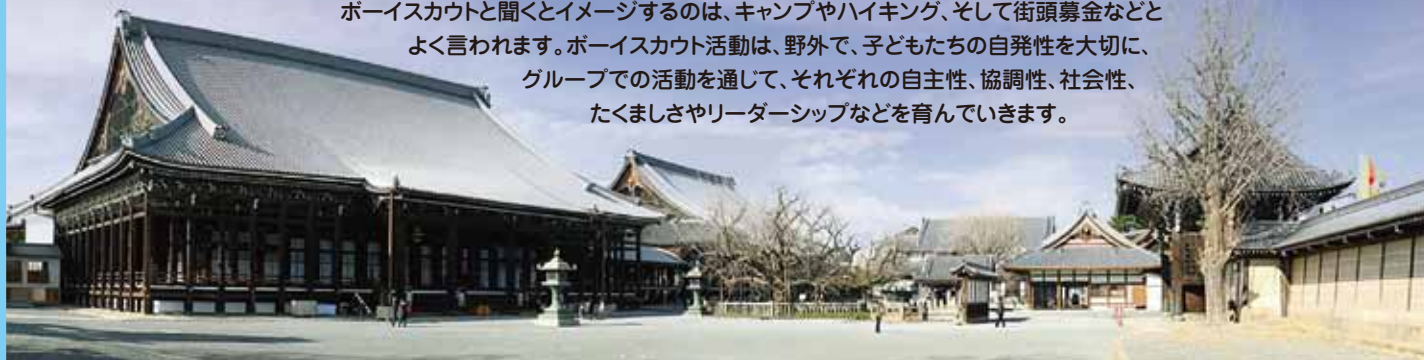 ボーイスカウトと聞くとイメージするのは、キャンプやハイキング、そして街頭募金などと
よく言われます。ボーイスカウト活動は、野外で、子どもたちの自発性を大切に、
グループでの活動を通じて、それぞれの自主性、協調性、社会性、
たくましさやリーダーシップなどを育んでいきます。